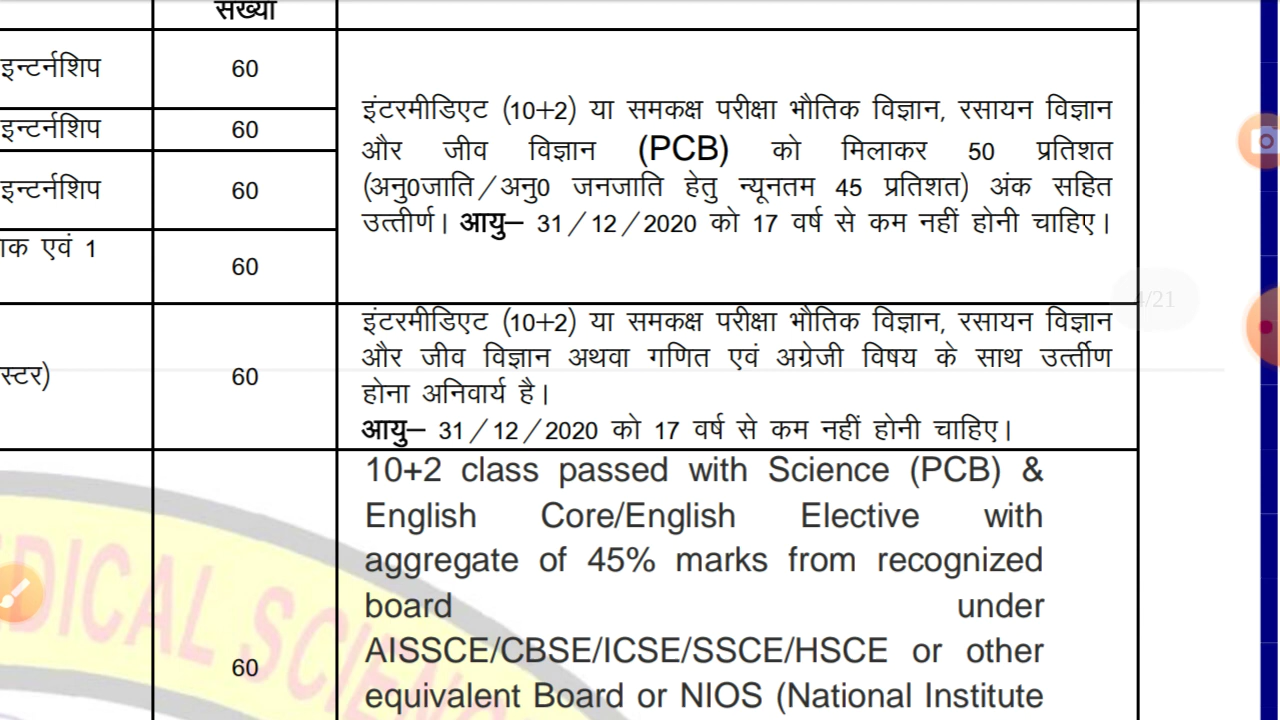 संख्या
इन्टर्नशिप
60
इन्टर्नशिप
60
इन्टर्नशिप
60
एवं 1
60
इंटरमीडिएट (10+2) या समकक्ष परीक्षा भौतिक विज्ञान, रसायन विज्ञान
और जीव विज्ञान (PCB) को मिलाकर 50 प्रतिशत
(अनु0जाति/अनु0 जनजाति हेतु न्यूनतम 45 प्रतिशत) अंक सहित
उत्तीर्ण। आयु– 31/12/2020 को 17 वर्ष से कम नहीं होनी चाहिए।
4/21
स्टर)
60
इंटरमीडिएट (10+2) या समकक्ष परीक्षा भौतिक विज्ञान, रसायन विज्ञान
और जीव विज्ञान अथवा गणित एवं अग्रेजी विषय के साथ उर्त्तीण
होना अनिवार्य है।
आयु– 31/12/2020 को 17 वर्ष से कम नहीं होनी चाहिए।
60
10+2 class passed with Science (PCB) &
English Core/English Elective with
aggregate of 45% marks from recognized
board under
AISSCE/CBSE/ICSE/SSCE/HSCE or other
equivalent Board or NIOS (National Institute
MEDICAL SCIENCE